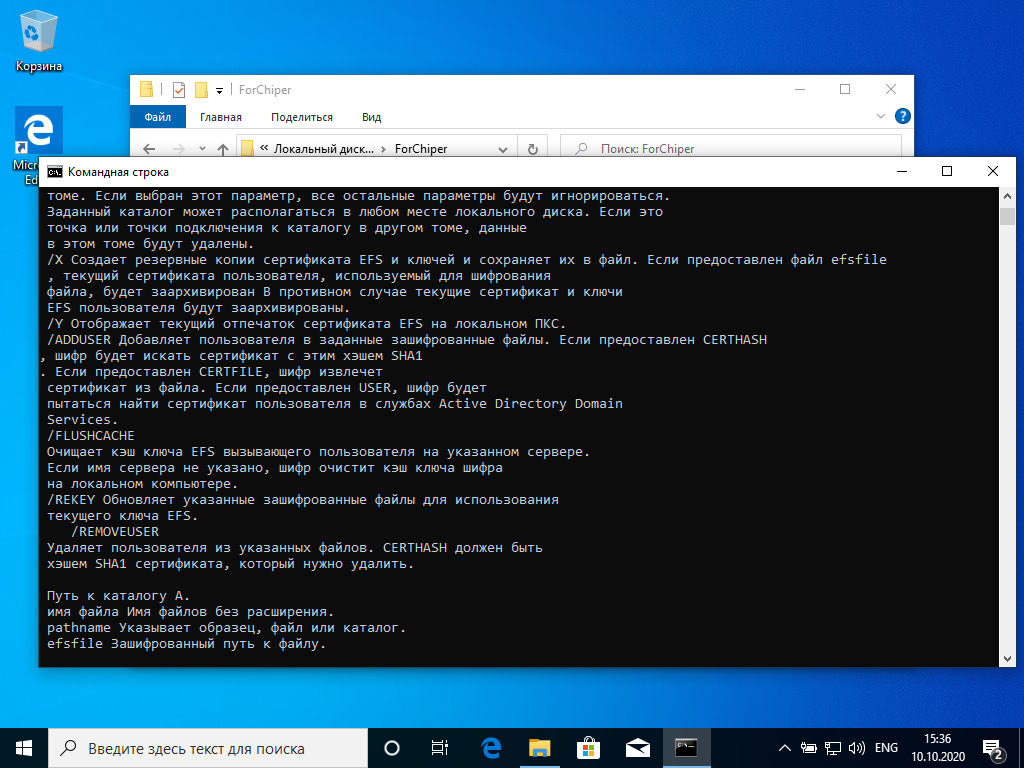 Корзина
ForChiper
Файл
Главная
Поделиться
Вид
« Локальный диск... › ForChiper
Поиск: ForChiper
Micr
Ed
Командная строка
томе. Если выбран этот параметр, все остальные параметры будут игнорироваться.
Заданный каталог может располагаться в любом месте локального диска. Если это
точка или точки подключения к каталогу в другом томе, данные
в этом томе будут удалены.
/X Создает резервные копии сертификата EFS и ключей и сохраняет их в файл. Если предоставлен файл efsfile
, текущий сертификата пользователя, используемый для шифрования
файла, будет заархивирован В противном случае текущие сертификат и ключи
EFS пользователя будут заархивированы.
/Y Отображает текущий отпечаток сертификата EFS на локальном ПКС.
/ADDUSER Добавляет пользователя в заданные зашифрованные файлы. Если предоставлен CERTHASH
, шифр будет искать сертификат с этим хэшем SHA1
. Если предоставлен CERTFILE, шифр извлечет
сертификат из файла. Если предоставлен USER, шифр будет
пытаться найти сертификат пользователя в службах Active Directory Domain
Services.
/FLUSHCACHE
Очищает кэш ключа EFS вызывающего пользователя на указанном сервере.
Если имя сервера не указано, шифр очистит кэш ключа шифра
на локальном компьютере.
/REKEY Обновляет указанные зашифрованные файлы для использования
текущего ключа EFS.
/REMOVEUSER
Удаляет пользователя из указанных файлов. CERTHASH должен быть
хэшем SHA1 сертификата, который нужно удалить.
Путь к каталогу A.
имя файла Имя файлов без расширения.
pathname Указывает образец, файл или каталог.
efsfile Зашифрованный путь к файлу.
Введите здесь текст для поиска
ENG
15:36
10.10.2020
2